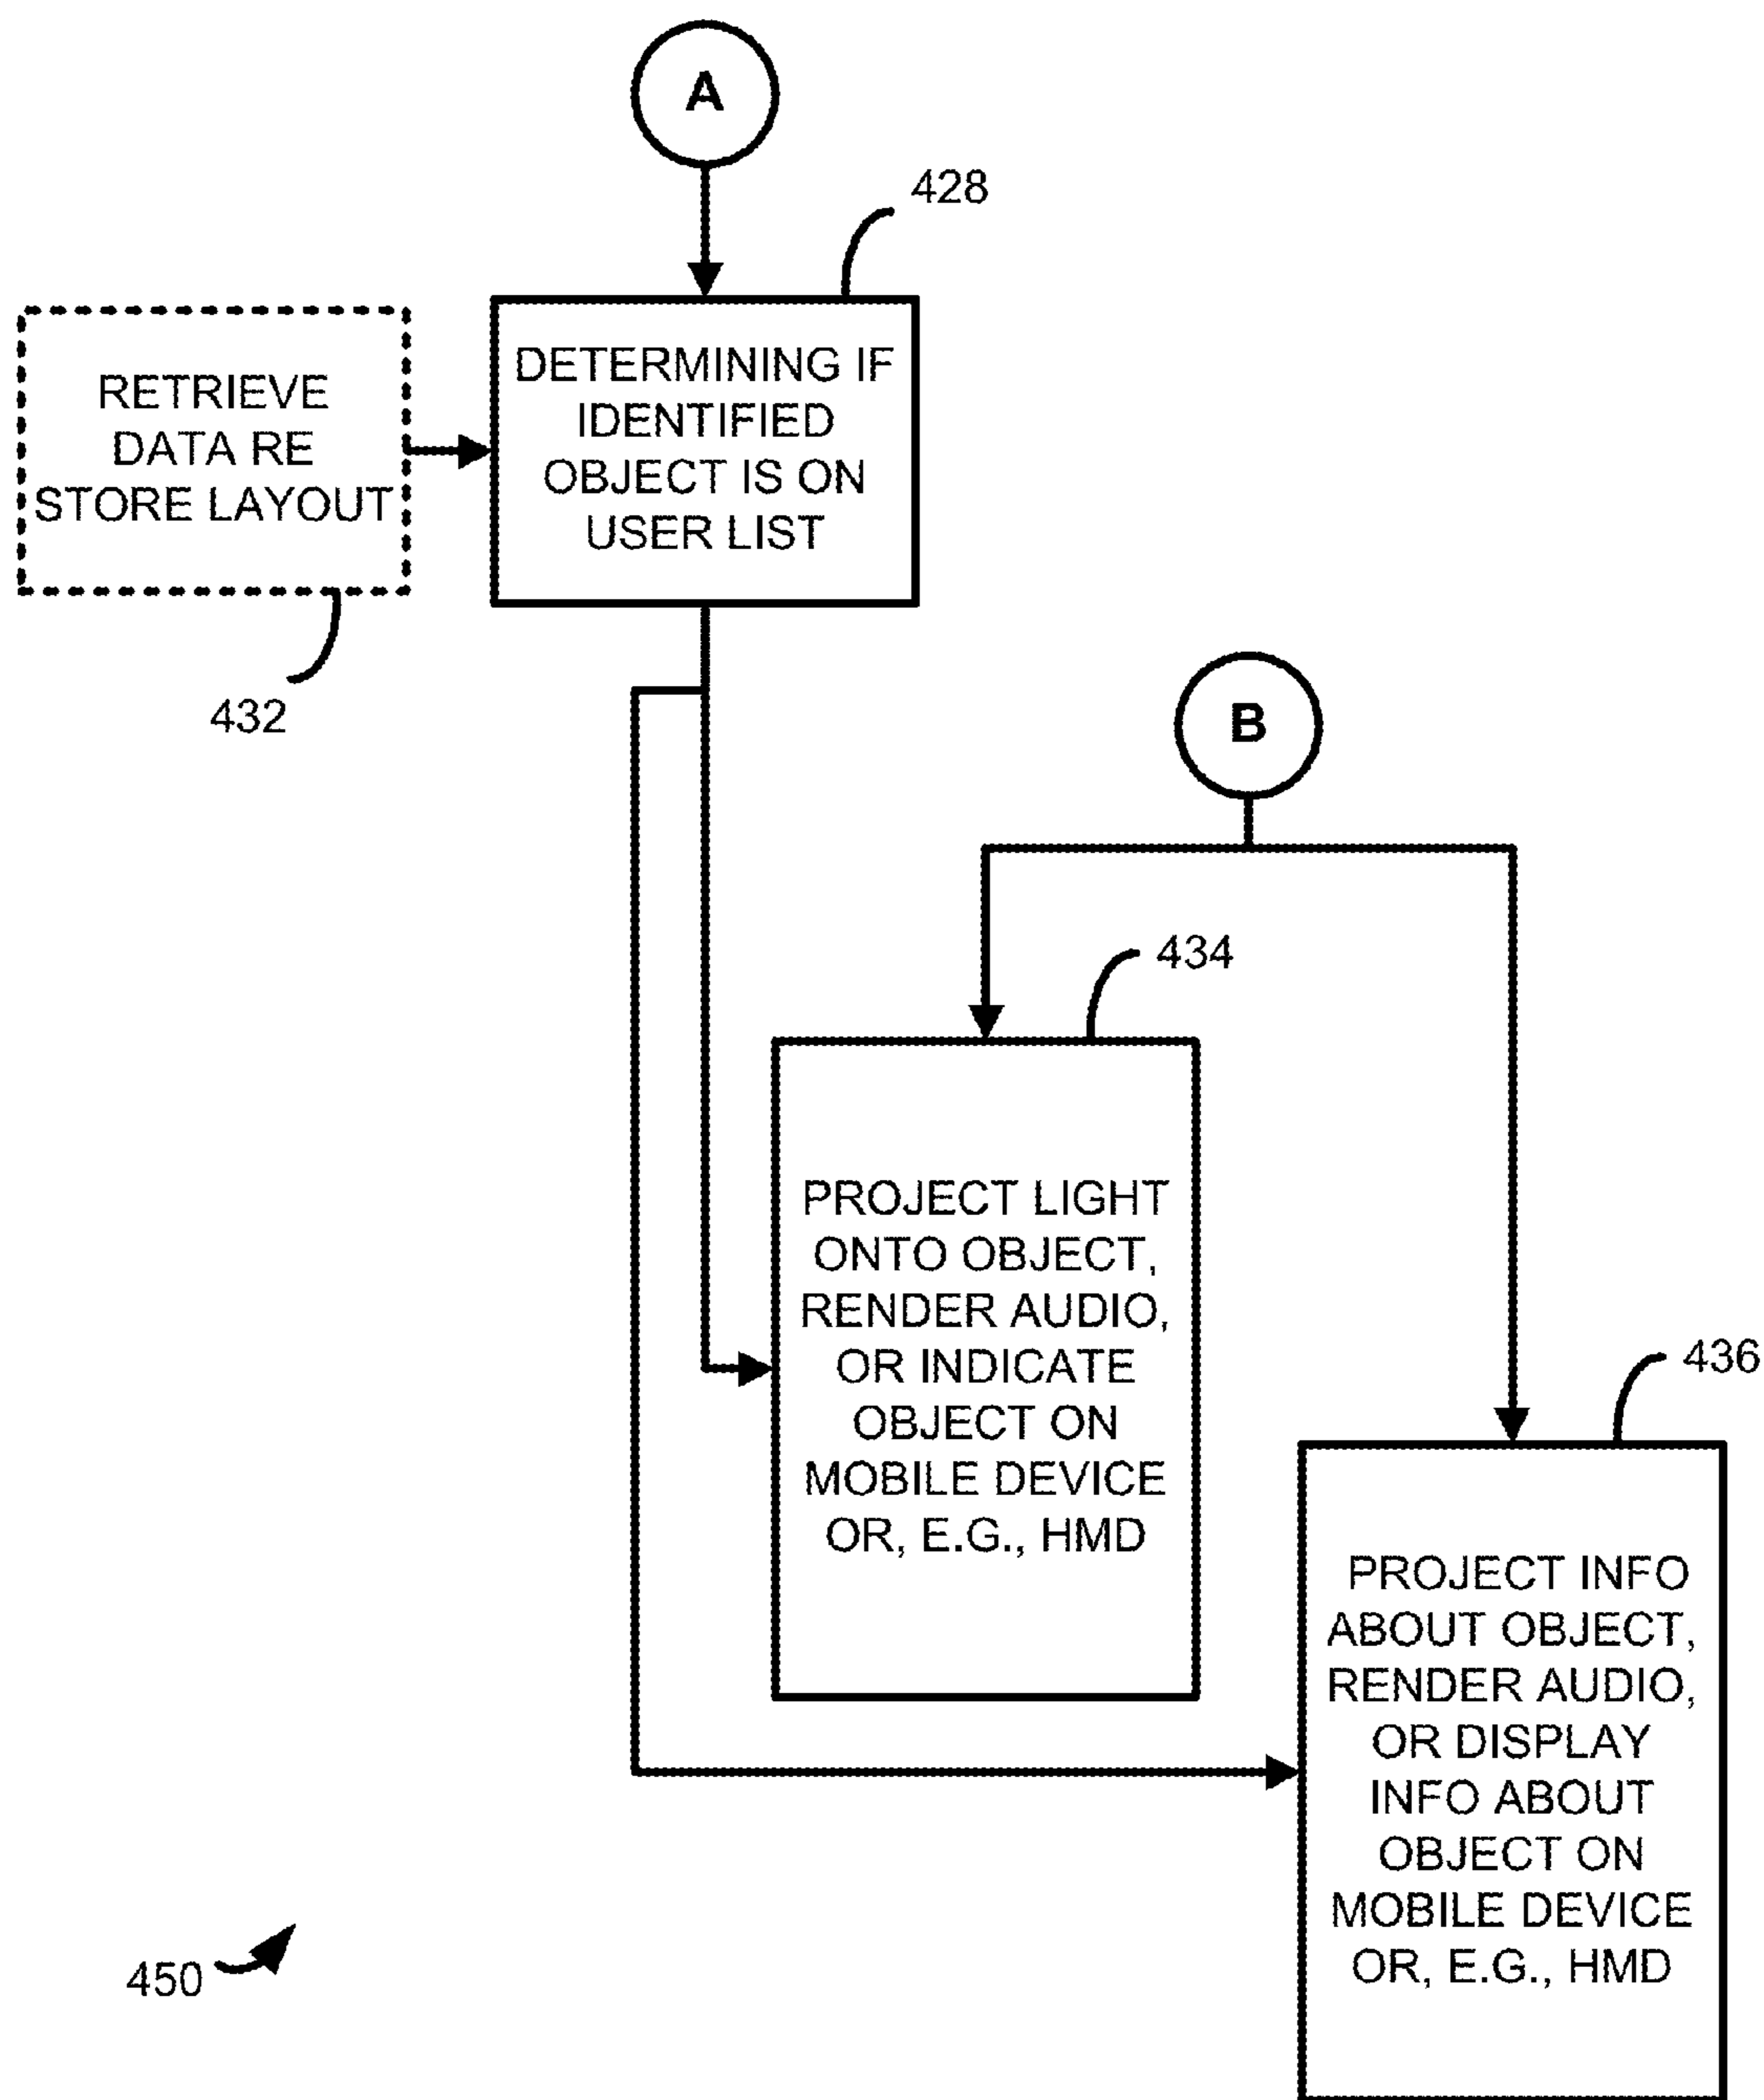 A
428
RETRIEVE
DATA RE
STORE LAYOUT
432
DETERMINING IF
IDENTIFIED
OBJECT IS ON
USER LIST
B
434
PROJECT LIGHT
ONTO OBJECT,
RENDER AUDIO,
OR INDICATE
OBJECT ON
MOBILE DEVICE
OR, E.G., HMD
436
PROJECT INFO
ABOUT OBJECT,
RENDER AUDIO,
OR DISPLAY
INFO ABOUT
OBJECT ON
MOBILE DEVICE
OR, E.G., HMD
450